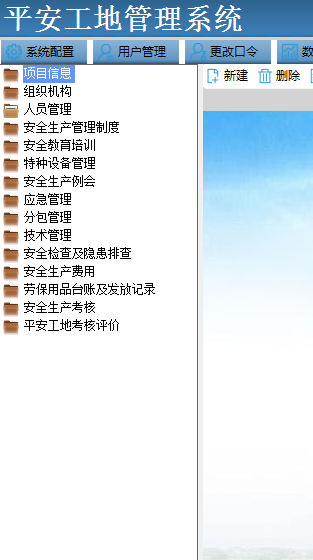 平安工地管理系统
系统配置 用户管理 更改口令 数
新建 删除
项目信息
组织机构
人员管理
安全生产管理制度
安全教育培训
特种设备管理
安全生产例会
应急管理
分包管理
技术管理
安全检查及隐患排查
安全生产费用
劳保用品台账及发放记录
安全生产考核
平安工地考核评价